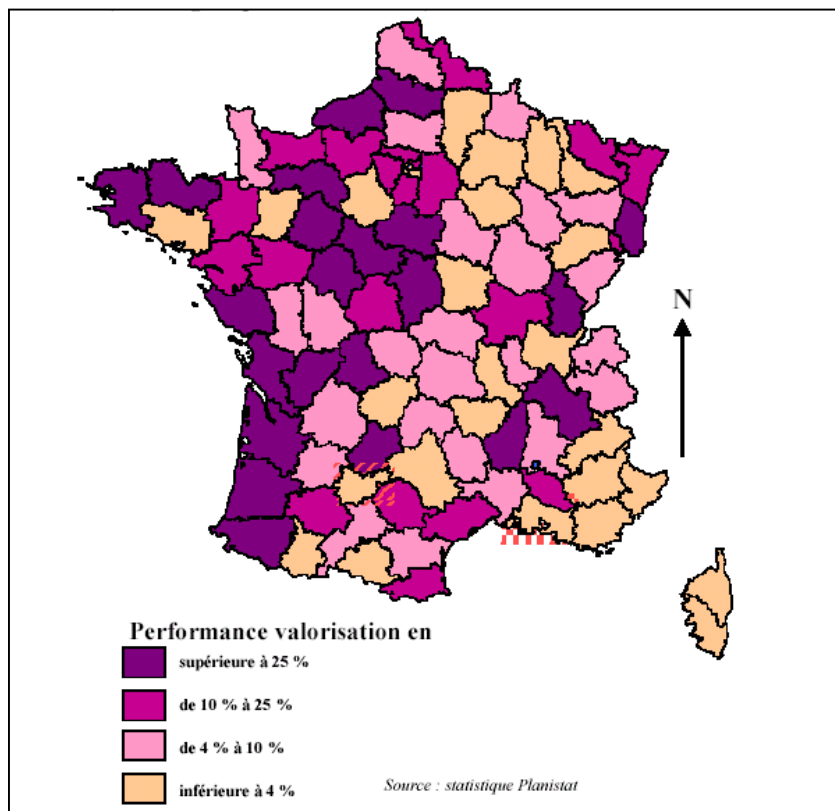 N
Performance valorisation en
supérieure à 25 %
de 10 % à 25 %
de 4 % à 10 %
inférieure à 4 %
Source : statistique Planistat